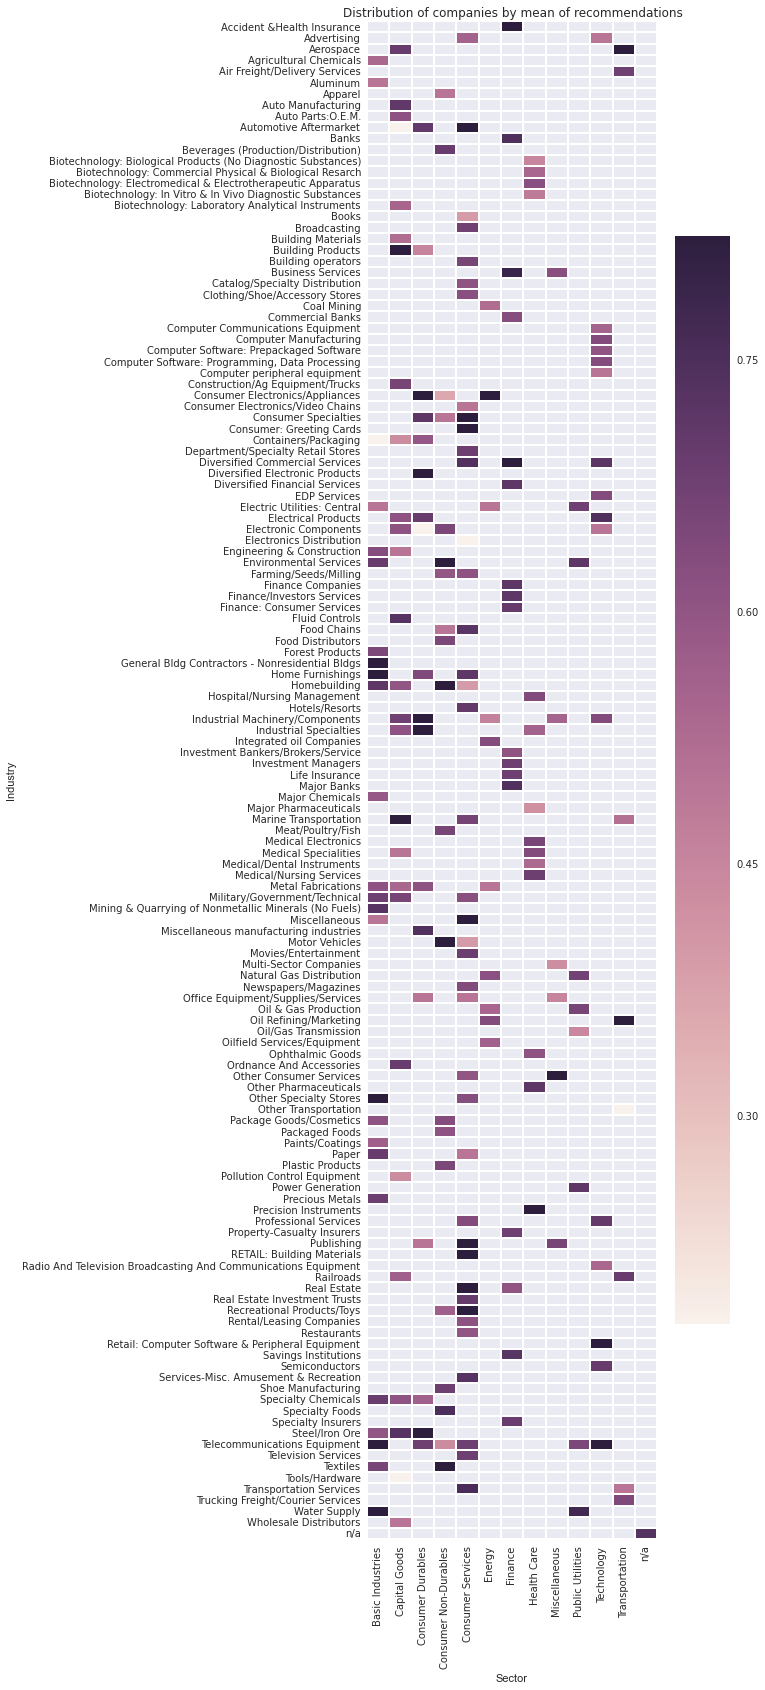 Distribution of companies by mean of recommendations
Accident &Health Insurance
Advertising
Aerospace
Agricultural Chemicals
Air Freight/Delivery Services
Aluminum
Apparel
Auto Manufacturing
Auto Parts:O.E.M.
Automotive Aftermarket
Banks
Beverages (Production/Distribution)
Biotechnology: Biological Products (No Diagnostic Substances)
Biotechnology: Commercial Physical & Biological Resarch
Biotechnology: Electromedical & Electrotherapeutic Apparatus
Biotechnology: In Vitro & In Vivo Diagnostic Substances
Biotechnology: Laboratory Analytical Instruments
Books
Broadcasting
Building Materials
Building Products
Building operators
Business Services
Catalog/Specialty Distribution
Clothing/Shoe/Accessory Stores
Coal Mining
Commercial Banks
Computer Communications Equipment
Computer Manufacturing
Computer Software: Prepackaged Software
Computer Software: Programming, Data Processing
Computer peripheral equipment
Construction/Ag Equipment/Trucks
Consumer Electronics/Appliances
Consumer Electronics/Video Chains
Consumer Specialties
Consumer: Greeting Cards
Containers/Packaging
Department/Specialty Retail Stores
Diversified Commercial Services
Diversified Electronic Products
Diversified Financial Services
EDP Services
Electric Utilities: Central
Electrical Products
Electronic Components
Electronics Distribution
Engineering & Construction
Environmental Services
Farming/Seeds/Milling
Finance Companies
Finance/Investors Services
Finance: Consumer Services
Fluid Controls
Food Chains
Food Distributors
Forest Products
General Bldg Contractors - Nonresidential Bldgs
Home Furnishings
Homebuilding
Hospital/Nursing Management
Hotels/Resorts
Industrial Machinery/Components
Industrial Specialties
Integrated oil Companies
Investment Bankers/Brokers/Service
Investment Managers
Life Insurance
Major Banks
Major Chemicals
Major Pharmaceuticals
Marine Transportation
Meat/Poultry/Fish
Medical Electronics
Medical Specialities
Medical/Dental Instruments
Medical/Nursing Services
Metal Fabrications
Military/Government/Technical
Mining & Quarrying of Nonmetallic Minerals (No Fuels)
Miscellaneous
Miscellaneous manufacturing industries
Motor Vehicles
Movies/Entertainment
Multi-Sector Companies
Natural Gas Distribution
Newspapers/Magazines
Office Equipment/Supplies/Services
Oil & Gas Production
Oil Refining/Marketing
Oil/Gas Transmission
Oilfield Services/Equipment
Ophthalmic Goods
Ordnance And Accessories
Other Consumer Services
Other Pharmaceuticals
Other Specialty Stores
Other Transportation
Package Goods/Cosmetics
Packaged Foods
Paints/Coatings
Paper
Plastic Products
Pollution Control Equipment
Power Generation
Precious Metals
Precision Instruments
Professional Services
Property-Casualty Insurers
Publishing
RETAIL: Building Materials
Radio And Television Broadcasting And Communications Equipment
Railroads
Real Estate
Real Estate Investment Trusts
Recreational Products/Toys
Rental/Leasing Companies
Restaurants
Retail: Computer Software & Peripheral Equipment
Savings Institutions
Semiconductors
Services-Misc. Amusement & Recreation
Shoe Manufacturing
Specialty Chemicals
Specialty Foods
Specialty Insurers
Steel/Iron Ore
Telecommunications Equipment
Television Services
Textiles
Tools/Hardware
Transportation Services
Trucking Freight/Courier Services
Water Supply
Wholesale Distributors
n/a
Industry
Basic Industries
Capital Goods
Consumer Durables
Consumer Non-Durables
Consumer Services
Energy
Finance
Health Care
Miscellaneous
Public Utilities
Technology
Transportation
n/a
Sector
0.75
0.60
0.45
0.30